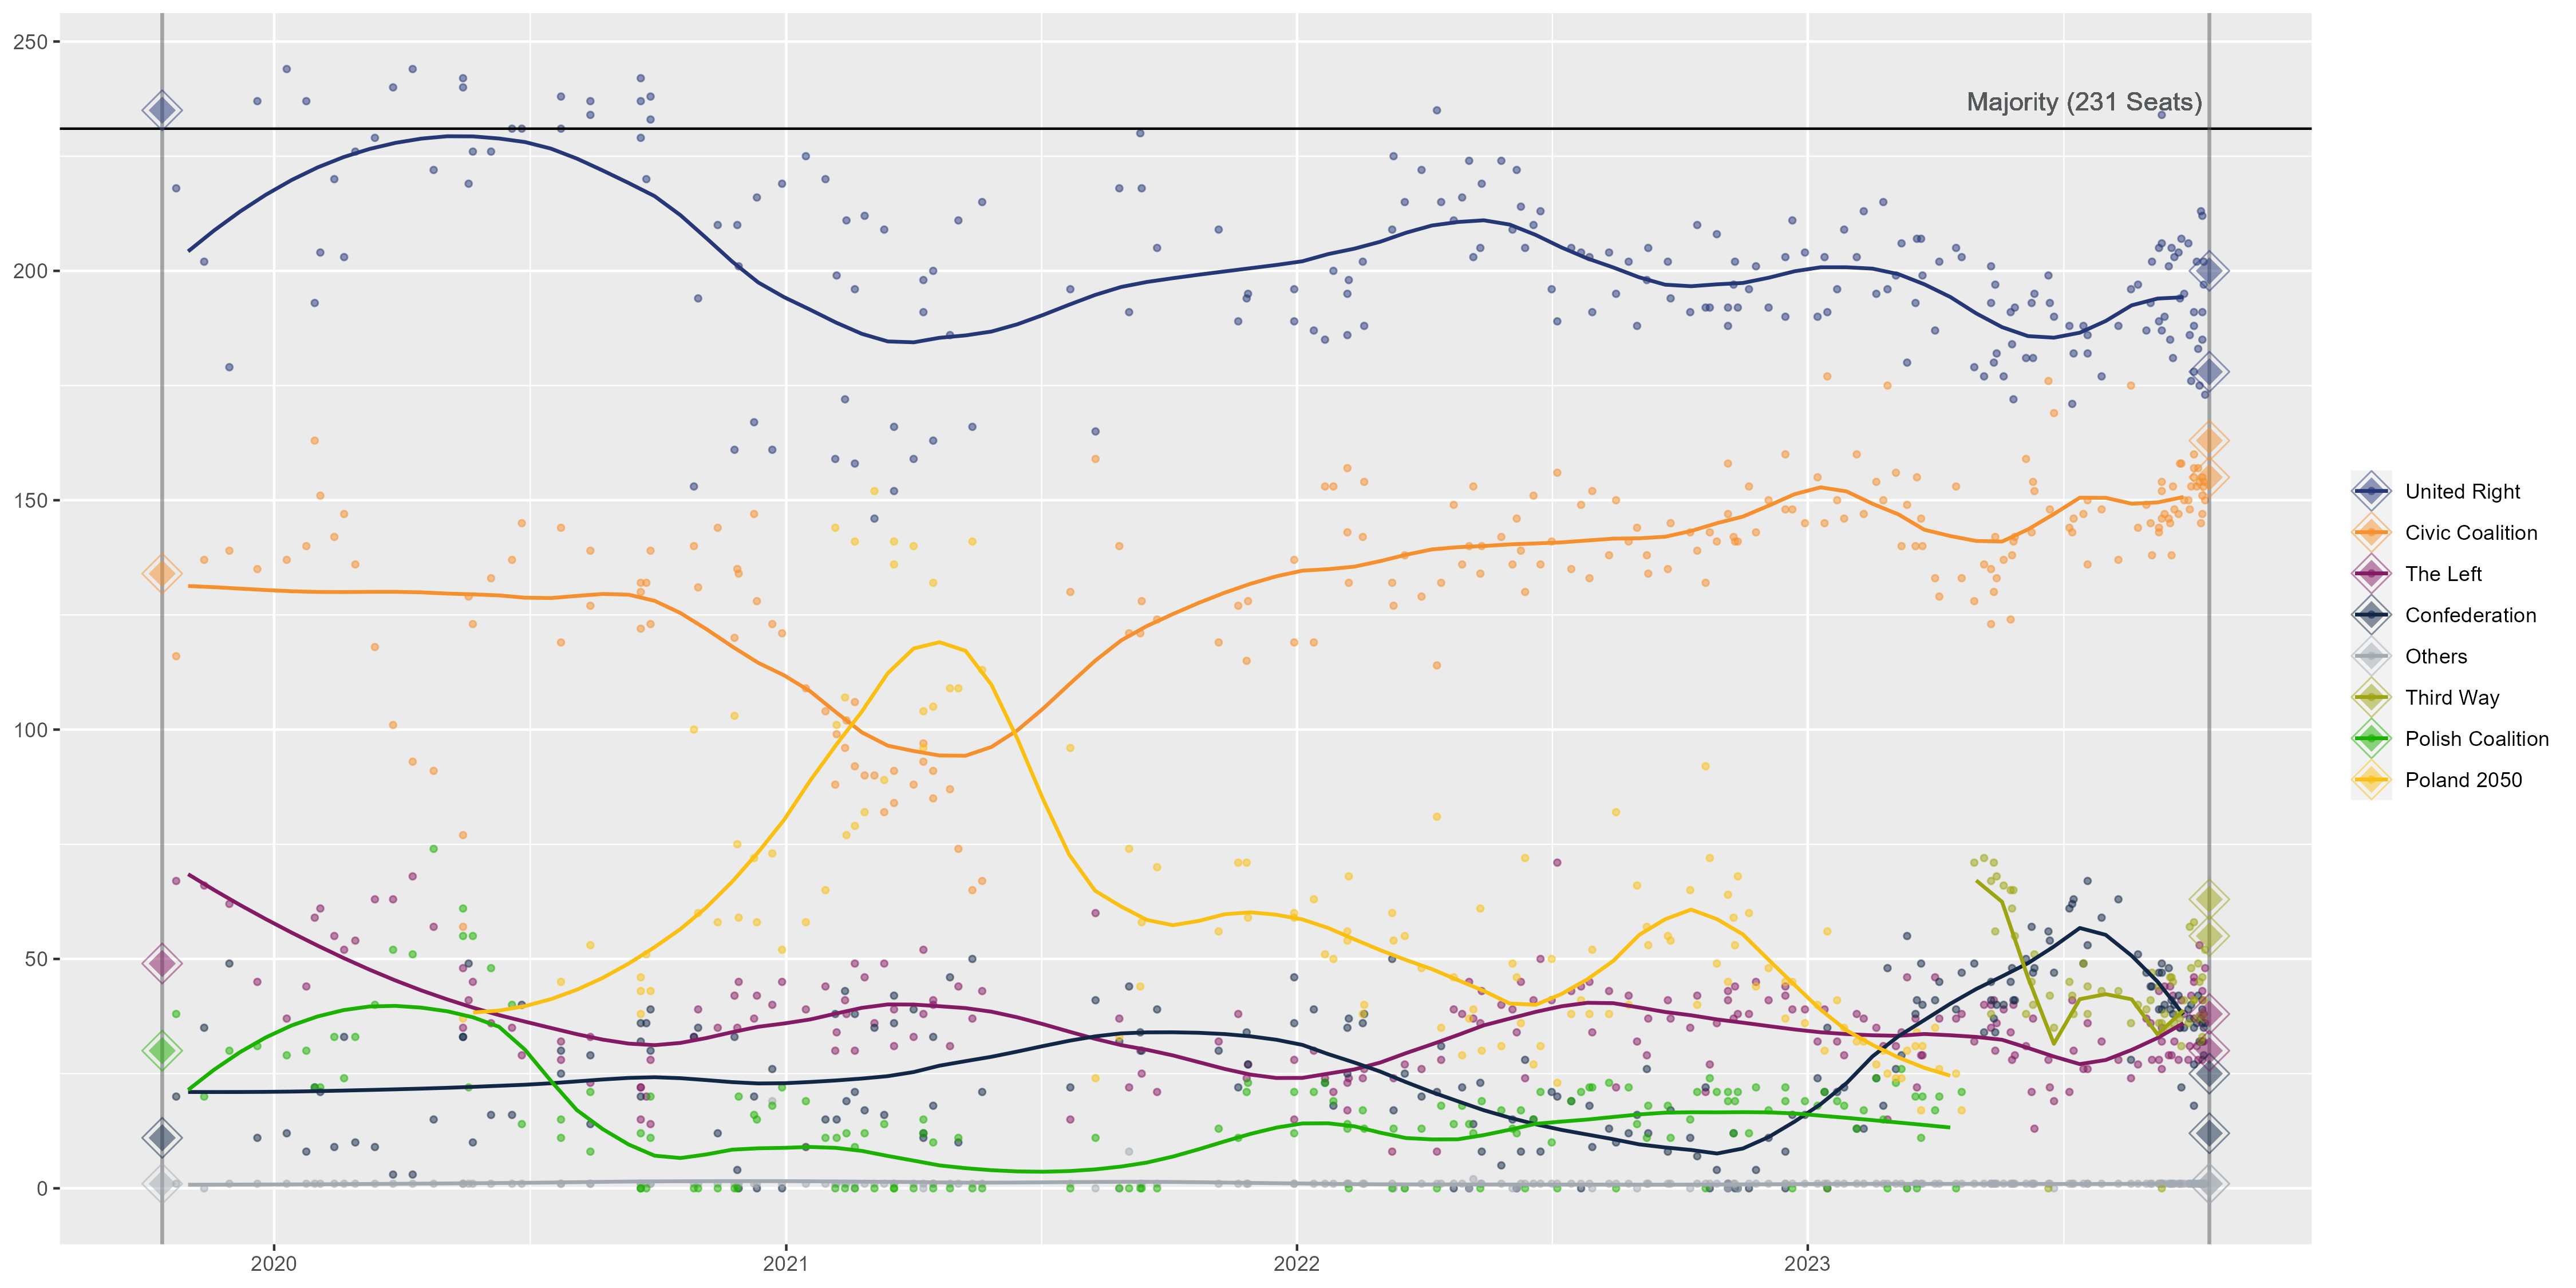 250
Majority (231 Seats)
200
150
100
50
0
2020
2021
2022
2023
United Right
Civic Coalition
The Left
Confederation
Others
Third Way
Polish Coalition
Poland 2050